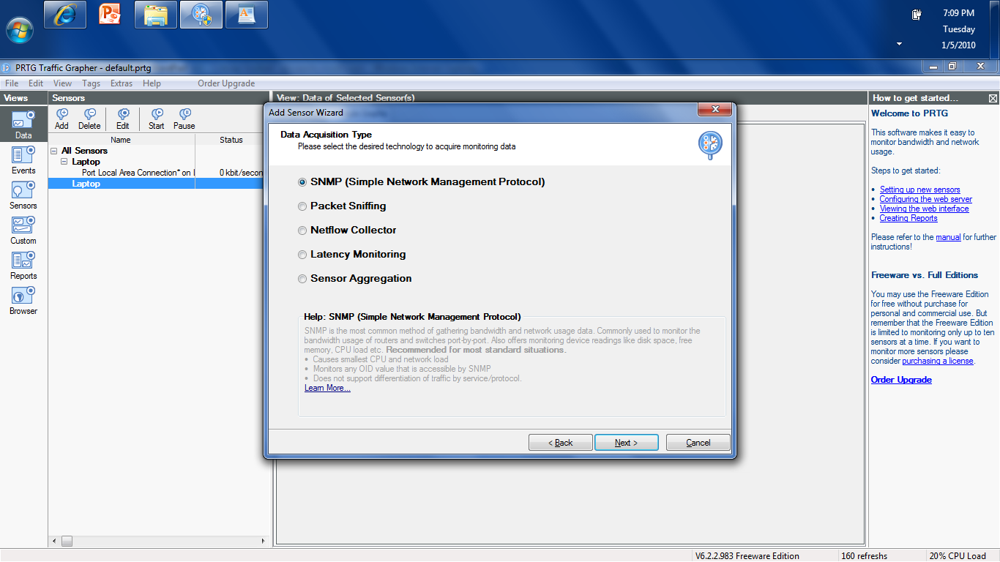 7:09 PM
Tuesday
1/5/2010
PRTG Traffic Grapher - default.prtg
File Edit View Tags Extras Help Order Upgrade
Views
Data
Events
Sensors
Custom
Reports
Browser
Sensors
Add Delete Edit Start Pause
Name Status
All Sensors
Laptop
Port Local Area Connection* on 0 kbit/secon
Laptop
View: Data of Selected Sensor(s)
Add Sensor Wizard
Data Acquisition Type
Please select the desired technology to acquire monitoring data
SNMP (Simple Network Management Protocol)
Packet Sniffing
Netflow Collector
Latency Monitoring
Sensor Aggregation
Help: SNMP (Simple Network Management Protocol)
SNMP is the most common method of gathering bandwidth and network usage data. Commonly used to monitor the
bandwidth usage of routers and switches port-by-port. Also offers monitoring device readings like disk space, free
memory, CPU load etc. Recommended for most standard situations.
• Causes smallest CPU and network load
• Monitors any OID value that is accessible by SNMP
• Does not support differentiation of traffic by service/protocol.
Learn More...
< Back Next > Cancel
How to get started...
Welcome to PRTG
This software makes it easy to
monitor bandwidth and network
usage.
Steps to get started:
• Setting up new sensors
• Configuring the web server
• Viewing the web interface
• Creating Reports
Please refer to the manual for further
instructions!
Freeware vs. Full Editions
You may use the Freeware Edition
for free without purchase for
personal and commercial use. But
remember that the Freeware Edition
is limited to monitoring only up to ten
sensors at a time. If you want to
monitor more sensors please
consider purchasing a license.
Order Upgrade
V6.2.2.983 Freeware Edition 160 refreshs 20% CPU Load